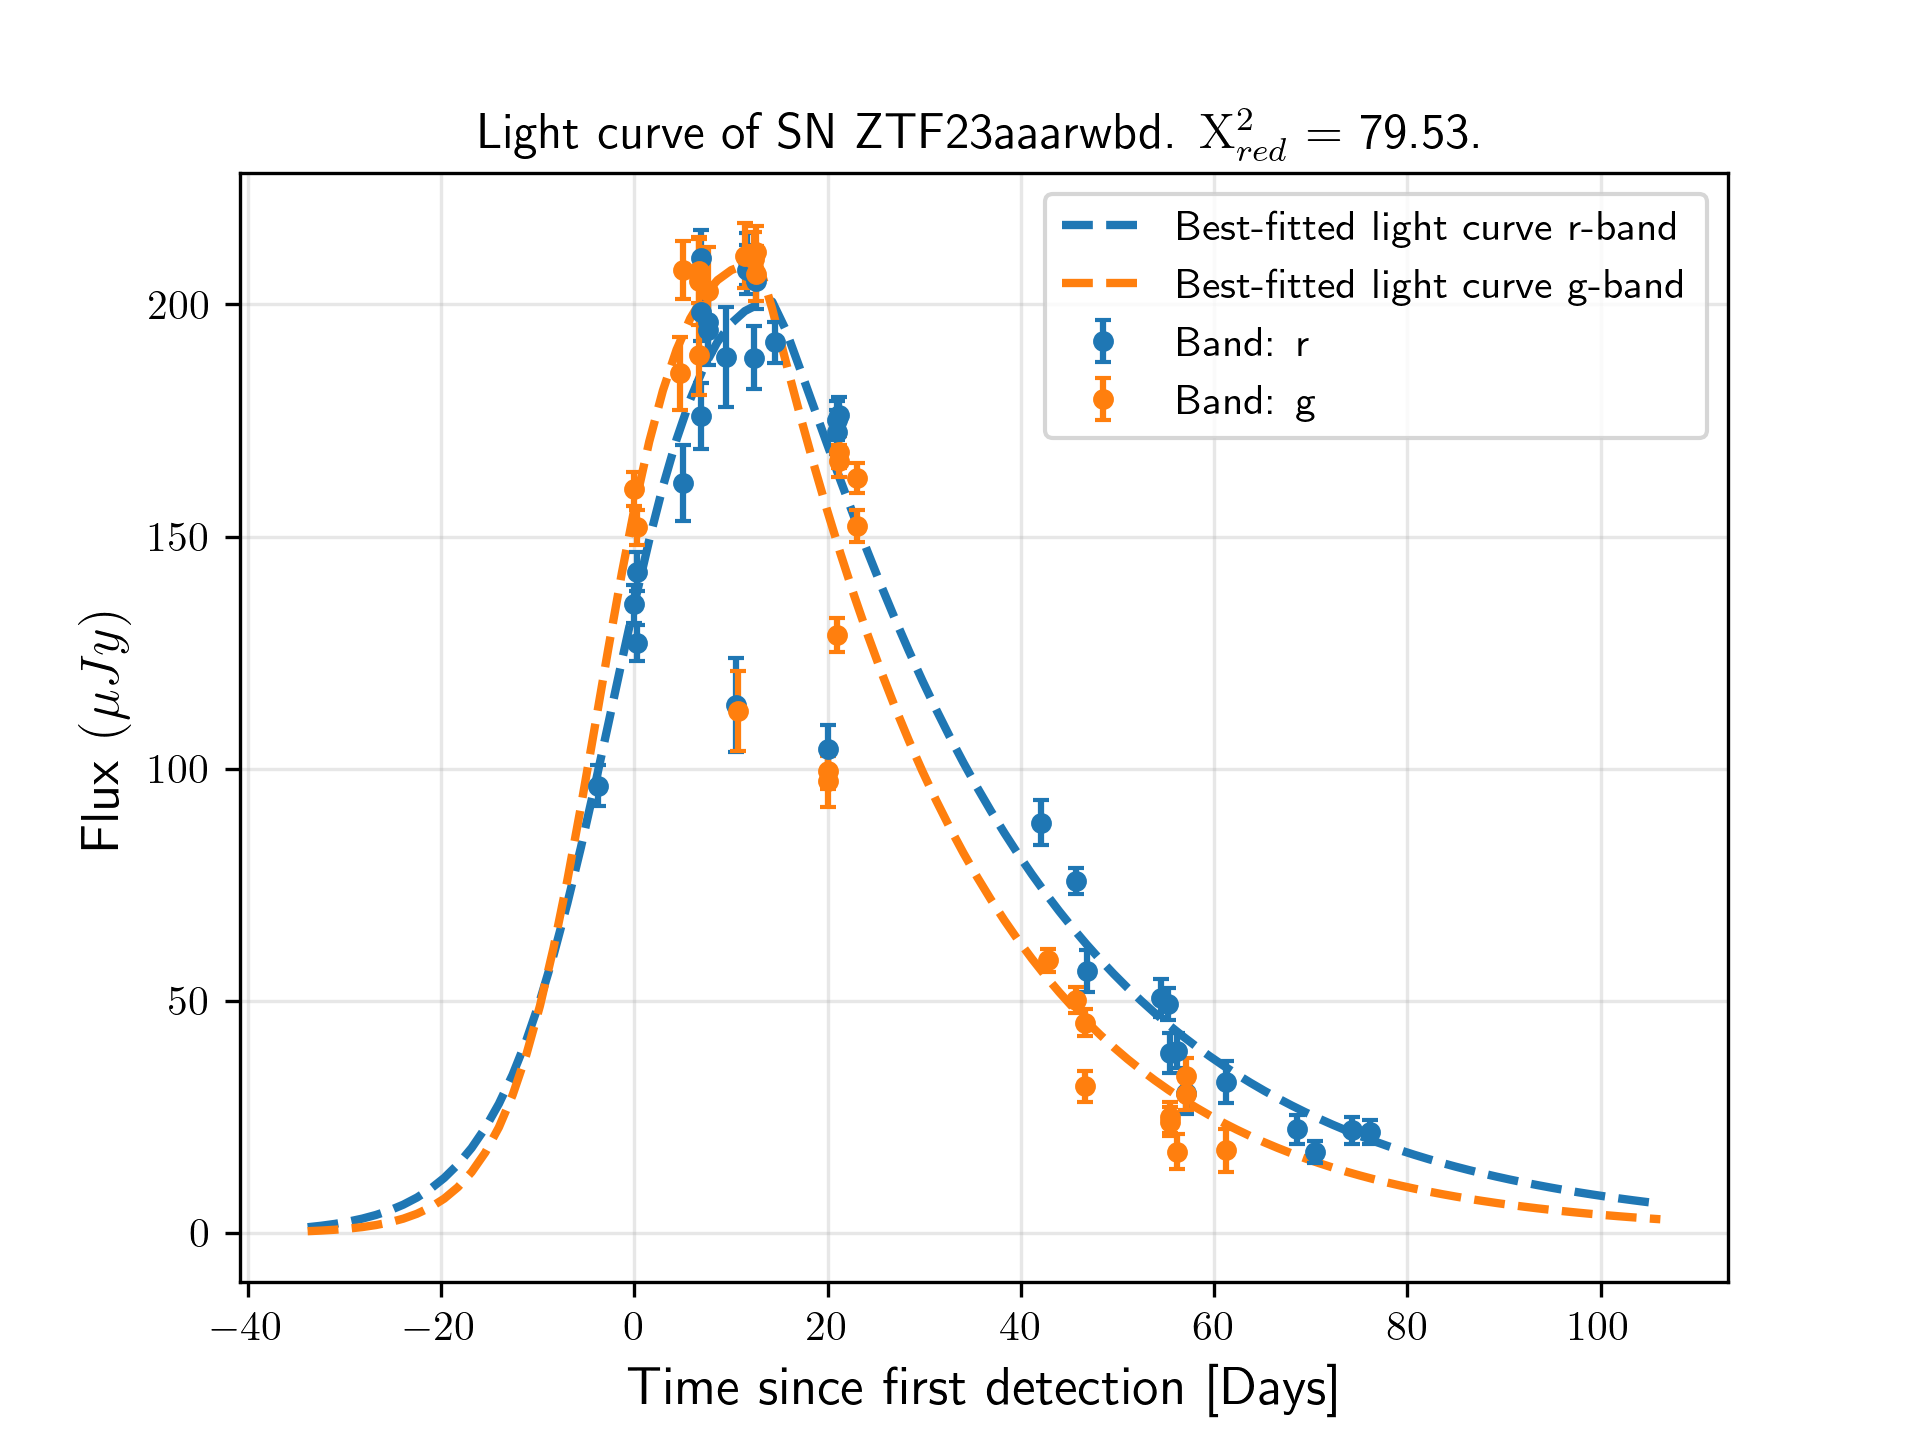 Light curve of SN ZTF23aaarwbd. X²_red = 79.53.
Best-fitted light curve r-band
Best-fitted light curve g-band
Band: r
Band: g
Flux (μJy)
200
150
100
50
0
−40 −20 0 20 40 60 80 100
Time since first detection [Days]